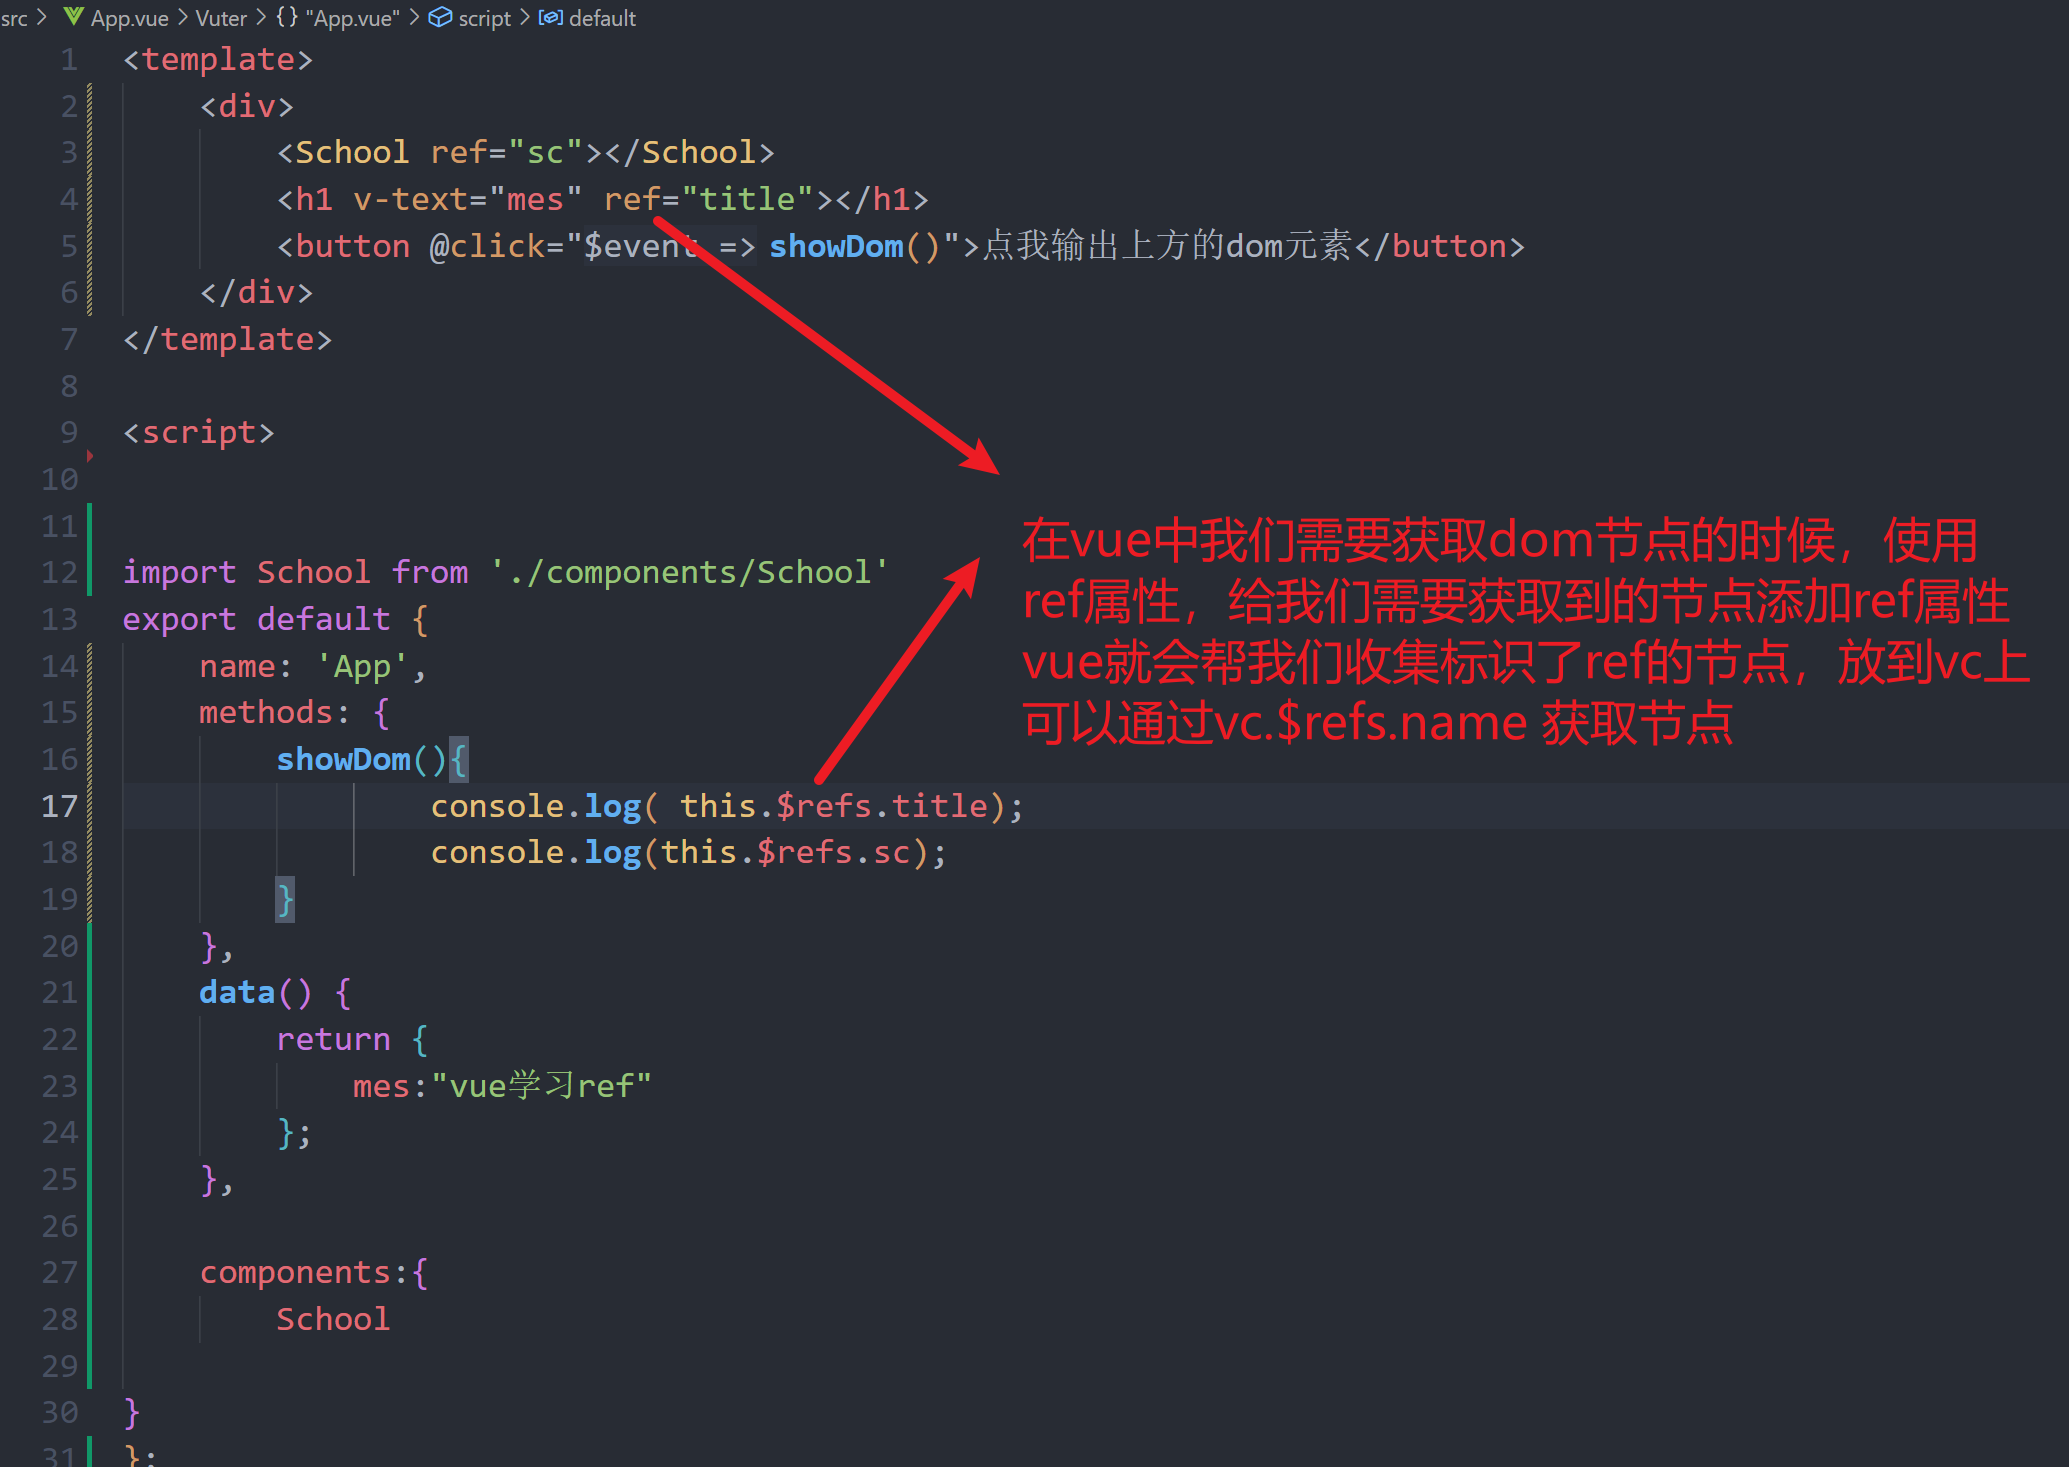 src > App.vue > Vuter > {} "App.vue" > script > default
1 <template>
2     <div>
3         <School ref="sc"></School>
4         <h1 v-text="mes" ref="title"></h1>
5         <button @click="$event => showDom()">点我输出上方的dom元素</button>
6     </div>
7 </template>
8
9 <script>
10
11
12 import School from './components/School'
13 export default {
14     name: 'App',
15     methods: {
16         showDom(){
17                 console.log( this.$refs.title);
18                 console.log(this.$refs.sc);
19         }
20     },
21     data() {
22         return {
23             mes:"vue学习ref"
24         };
25     },
26
27     components:{
28         School
29
30 }
31 };
在vue中我们需要获取dom节点的时候，使用
ref属性，给我们需要获取到的节点添加ref属性
vue就会帮我们收集标识了ref的节点，放到vc上
可以通过vc.$refs.name 获取节点